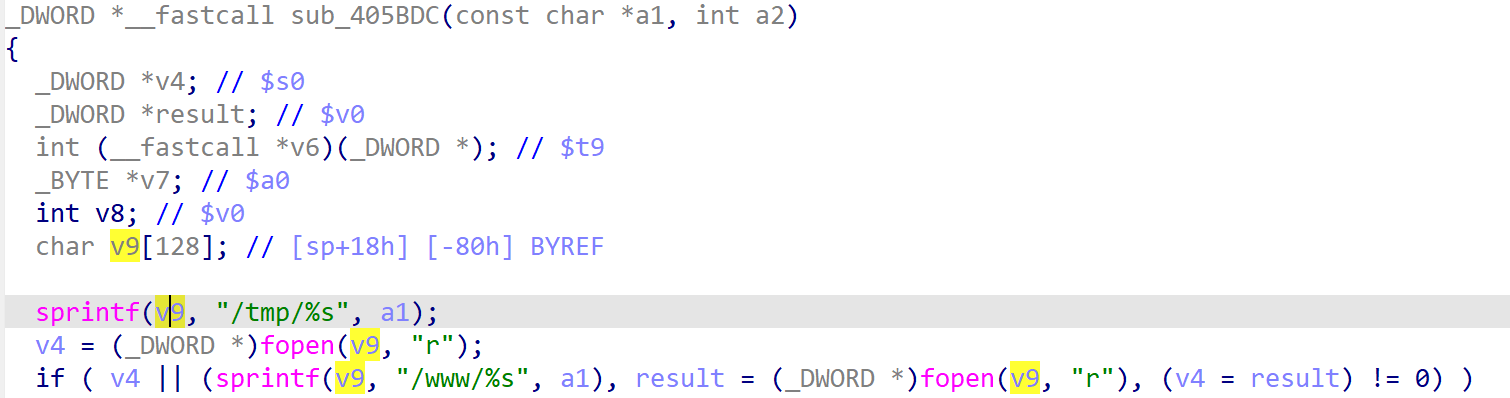 _DWORD *__fastcall sub_405BDC(const char *a1, int a2)
{
_DWORD *v4; // $s0
_DWORD *result; // $v0
int (__fastcall *v6)(_DWORD *); // $t9
_BYTE *v7; // $a0
int v8; // $v0
char v9[128]; // [sp+18h] [-80h] BYREF
sprintf(v9, "/tmp/%s", a1);
v4 = (_DWORD *)fopen(v9, "r");
if ( v4 || (sprintf(v9, "/www/%s", a1), result = (_DWORD *)fopen(v9, "r"), (v4 = result) != 0) )